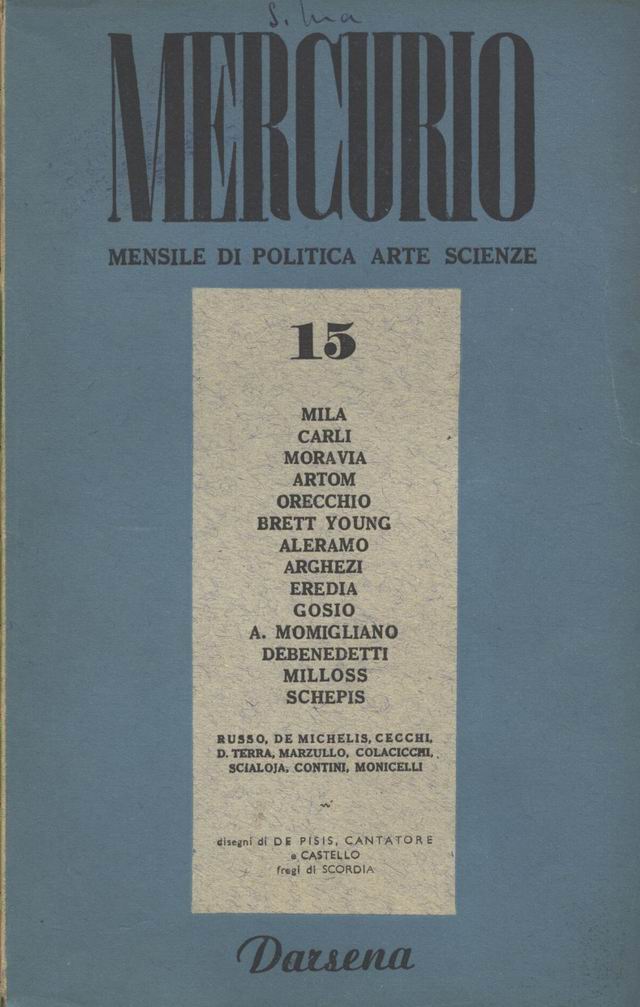 MERCURIO
MENSILE DI POLITICA ARTE SCIENZE
15
MILA
CARLI
MORAVIA
ARTOM
ORECCHIO
BRETT YOUNG
ALERAMO
ARGHEZI
EREDIA
GOSIO
A. MOMIGLIANO
DEBENEDETTI
MILLOSS
SCHEPIS
RUSSO, DE MICHELIS, CECCHI,
D. TERRA, MARZULLO, COLACICCHI,
SCIALOJA, CONTINI, MONICELLI
disegni di DE PISIS, CANTATORE
e CASTELLO
fregi di SCORDIA
Darsena